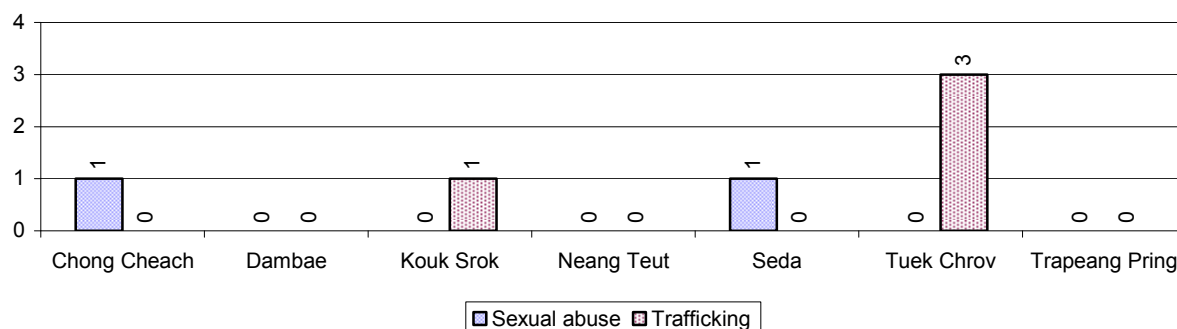 4
3
2
1
0
1 0 0 0 0 1 0 0 1 0 0 3 0 0
Chong Cheach Dambae Kouk Srok Neang Teut Seda Tuek Chrov Trapeang Pring
Sexual abuse Trafficking